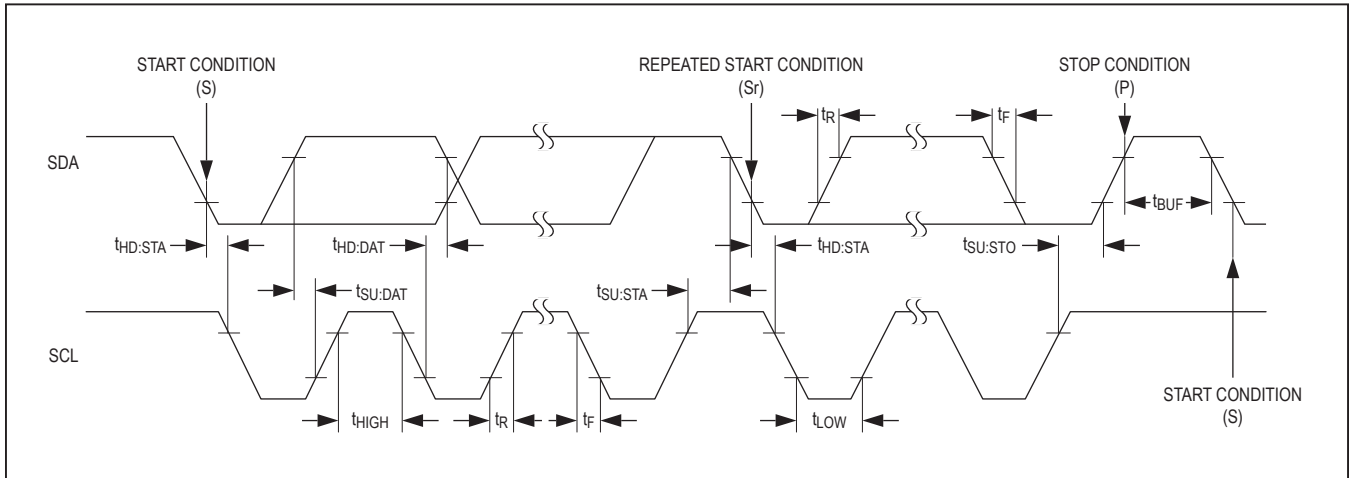 START CONDITION
(S)
REPEATED START CONDITION
(Sr)
STOP CONDITION
(P)
tR
tF
SDA
tBUF
tHD:STA
tHD:DAT
tHD:STA
tSU:STO
tSU:DAT
tSU:STA
SCL
START CONDITION
(S)
tHIGH
tR
tF
tLOW